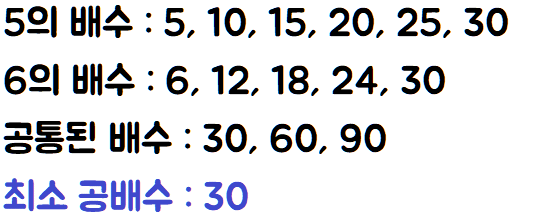 5의 배수 : 5, 10, 15, 20, 25, 30
6의 배수 : 6, 12, 18, 24, 30
공통된 배수 : 30, 60, 90
최소 공배수 : 30